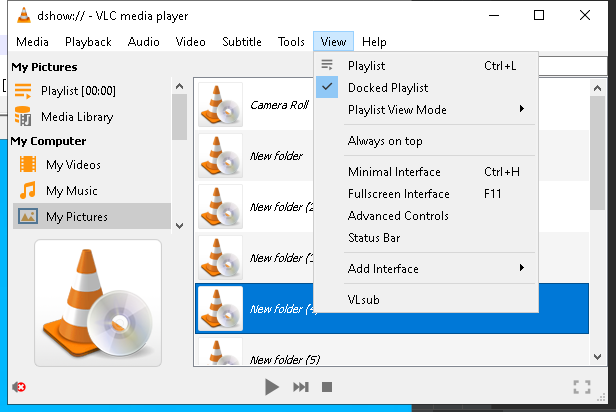 dshow:// - VLC media player
Media Playback Audio Video Subtitle Tools View Help
My Pictures
Playlist [00:00]
Media Library
My Computer
My Videos
My Music
My Pictures
Camera Roll
New folder
New folder (2
New folder (3
New folder (4)
New folder (5)
Playlist Ctrl+L
Docked Playlist
Playlist View Mode
Always on top
Minimal Interface Ctrl+H
Fullscreen Interface F11
Advanced Controls
Status Bar
Add Interface
VLsub